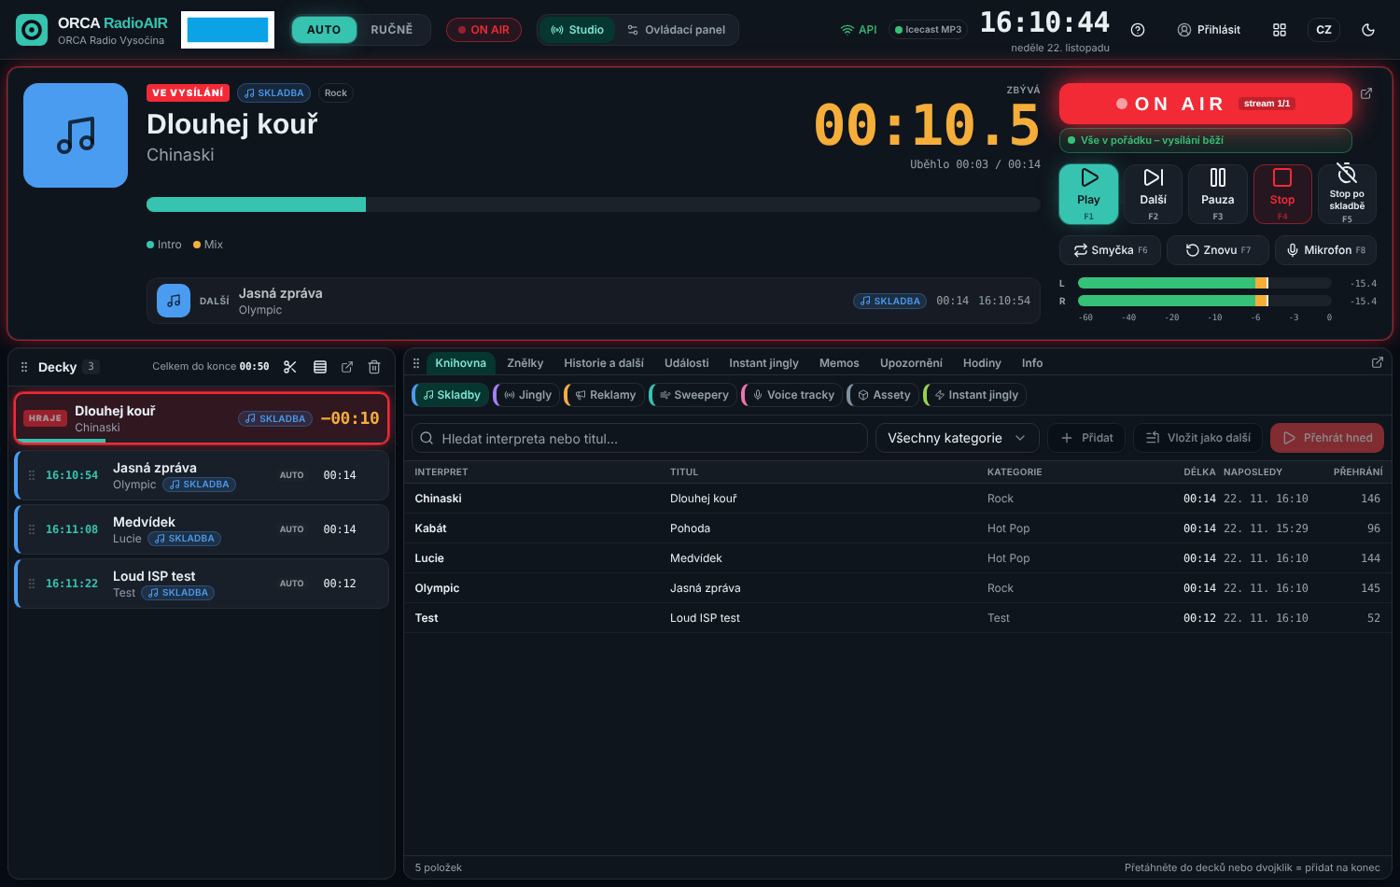 ORCA RadioAIR
ORCA Radio Vysočina
AUTO
RUČNĚ
ON AIR
Studio
Ovládací panel
API
Icecast MP3
16:10:44
neděle 22. listopadu
Přihlásit
CZ
VE VYSÍLÁNÍ
SKLADBA
Rock
Dlouhej kouř
Chinaski
ZBÝVÁ
00:10.5
Uběhlo 00:03 / 00:14
Intro
Mix
DALŠÍ
Jasná zpráva
Olympic
SKLADBA
00:14
16:10:54
ON AIR
stream 1/1
Vše v pořádku – vysílání běží
Play
F1
Další
F2
Pauza
F3
Stop
F4
Stop po skladbě
F5
Smyčka F6
Znovu F7
Mikrofon F8
L
-15.4
R
-15.4
-60 -40 -20 -10 -6 -3 0
Decky 3
Celkem do konce 00:50
HRAJE
Dlouhej kouř
Chinaski
SKLADBA
−00:10
16:10:54
Jasná zpráva
Olympic SKLADBA
AUTO
00:14
16:11:08
Medvídek
Lucie SKLADBA
AUTO
00:14
16:11:22
Loud ISP test
Test SKLADBA
AUTO
00:12
Knihovna Znělky Historie a další Události Instant jingly Memos Upozornění Hodiny Info
Skladby Jingly Reklamy Sweepery Voice tracky Assety Instant jingly
Hledat interpreta nebo titul...
Všechny kategorie
Přidat
Vložit jako další
Přehrát hned
INTERPRET TITUL KATEGORIE DÉLKA NAPOSLEDY PŘEHRÁNÍ
Chinaski Dlouhej kouř Rock 00:14 22. 11. 16:10 146
Kabát Pohoda Hot Pop 00:14 22. 11. 15:29 96
Lucie Medvídek Hot Pop 00:14 22. 11. 16:10 144
Olympic Jasná zpráva Rock 00:14 22. 11. 16:10 145
Test Loud ISP test Test 00:12 22. 11. 16:10 52
5 položek
Přetáhněte do decků nebo dvojklik = přidat na konec